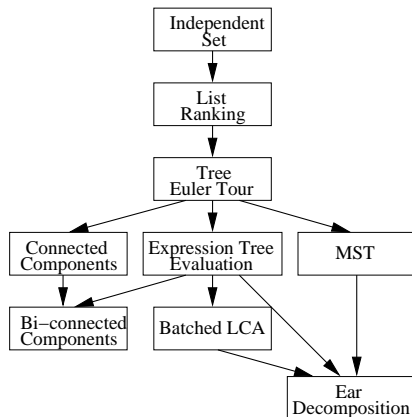 Independent
Set
List
Ranking
Tree
Euler Tour
Connected
Components
Expression Tree
Evaluation
MST
Bi-connected
Components
Batched LCA
Ear
Decomposition